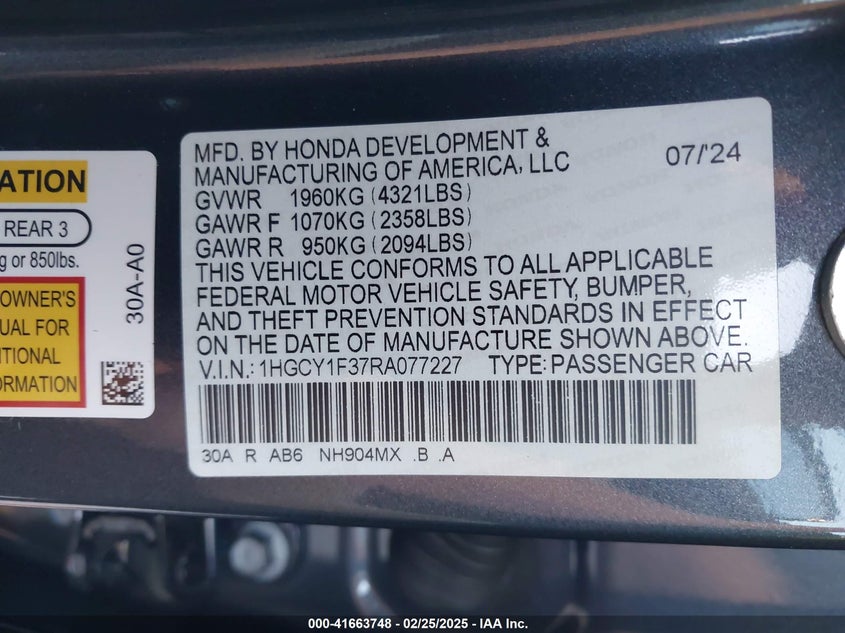 ATION
REAR 3
g or 850lbs.
OWNER'S
UAL FOR
ITIONAL
ORMATION
30A-A0
MFD. BY HONDA DEVELOPMENT &
MANUFACTURING OF AMERICA, LLC 07/'24
GVWR 1960KG (4321LBS)
GAWR F 1070KG (2358LBS)
GAWR R 950KG (2094LBS)
THIS VEHICLE CONFORMS TO ALL APPLICABLE
FEDERAL MOTOR VEHICLE SAFETY, BUMPER,
AND THEFT PREVENTION STANDARDS IN EFFECT
ON THE DATE OF MANUFACTURE SHOWN ABOVE.
V.I.N.: 1HGCY1F37RA077227 TYPE: PASSENGER CAR
30A R AB6 NH904MX .B .A
000-41663748 — 02/25/2025 — IAA Inc.